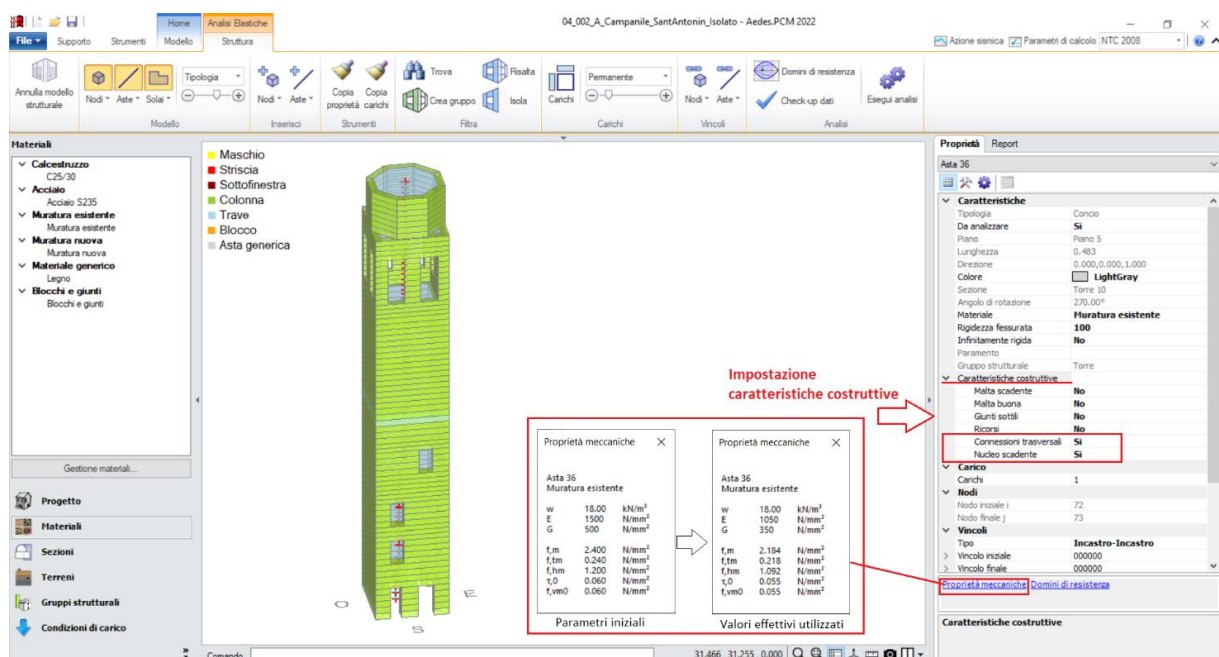 04_002_A_Campanile_SantAntonin_Isolato - Aedes.PCM 2022
Home
Analisi Elastiche
File
Supporto
Strumenti
Modello
Struttura
Azione sismica
Parametri di calcolo
NTC 2008
Annulla modello strutturale
Nodi
Aste
Solai
Tipologia
Modello
Nodi
Aste
Inserisci
Copia proprietà
Copia carichi
Strumenti
Trova
Crea gruppo
Risalta
Isola
Filtra
Carichi
Permanente
Carichi
Nodi
Aste
Vincoli
Domini di resistenza
Check-up dati
Esegui analisi
Analisi
Materiali
Calcestruzzo
C25/30
Acciaio
Acciaio S235
Muratura esistente
Muratura esistente
Muratura nuova
Muratura nuova
Materiale generico
Legno
Blocchi e giunti
Blocchi e giunti
Gestione materiali...
Progetto
Materiali
Sezioni
Terreni
Gruppi strutturali
Condizioni di carico
Maschio
Striscia
Sottofinestra
Colonna
Trave
Blocco
Asta generica
O
E
S
Impostazione
caratteristiche costruttive
Proprietà meccaniche
Asta 36
Muratura esistente
w 18.00 kN/m³
E 1500 N/mm²
G 500 N/mm²
f,m 2.400 N/mm²
f,tm 0.240 N/mm²
f,hm 1.200 N/mm²
τ,0 0.060 N/mm²
f,vm0 0.060 N/mm²
Parametri iniziali
Proprietà meccaniche
Asta 36
Muratura esistente
w 18.00 kN/m³
E 1050 N/mm²
G 350 N/mm²
f,m 2.184 N/mm²
f,tm 0.218 N/mm²
f,hm 1.092 N/mm²
τ,0 0.055 N/mm²
f,vm0 0.055 N/mm²
Valori effettivi utilizzati
Comando
31.466 31.255 0.000
Proprietà
Report
Asta 36
Caratteristiche
Tipologia Concio
Da analizzare Sì
Piano Piano 5
Lunghezza 0.483
Direzione 0.000,0.000,1.000
Colore LightGray
Sezione Torre 10
Angolo di rotazione 270.00°
Materiale Muratura esistente
Rigidezza fessurata 100
Infinitamente rigida No
Paramento
Gruppo strutturale Torre
Caratteristiche costruttive
Malta scadente No
Malta buona No
Giunti sottili No
Ricorsi No
Connessioni trasversali Sì
Nucleo scadente Sì
Carico
Carichi 1
Nodi
Nodo iniziale i 72
Nodo finale j 73
Vincoli
Tipo Incastro-Incastro
Vincolo iniziale 000000
Vincolo finale 000000
Proprietà meccaniche, Domini di resistenza
Caratteristiche costruttive